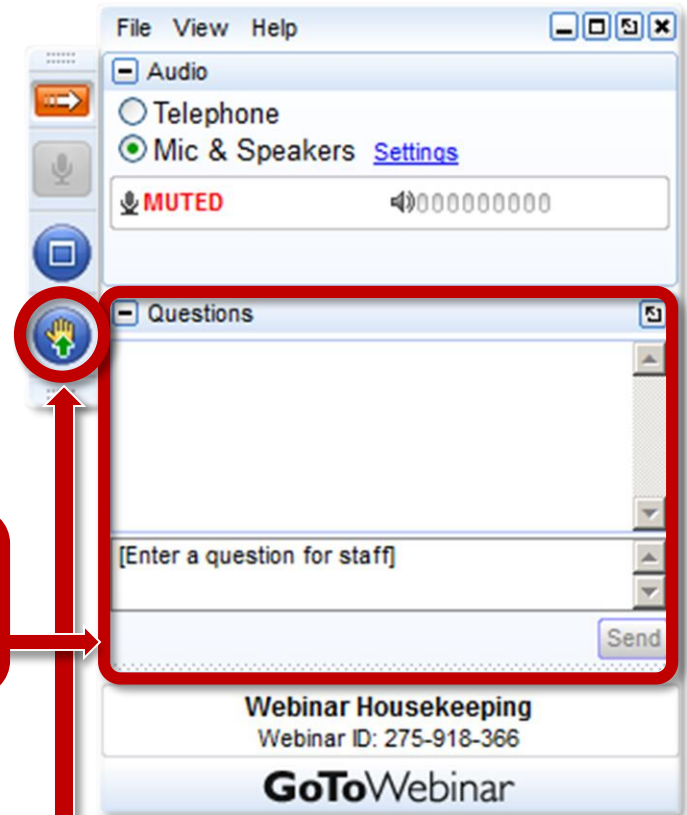 File View Help
Audio
Telephone
Mic & Speakers Settings
MUTED 000000000
Questions
[Enter a question for staff]
Send
Webinar Housekeeping
Webinar ID: 275-918-366
GoToWebinar